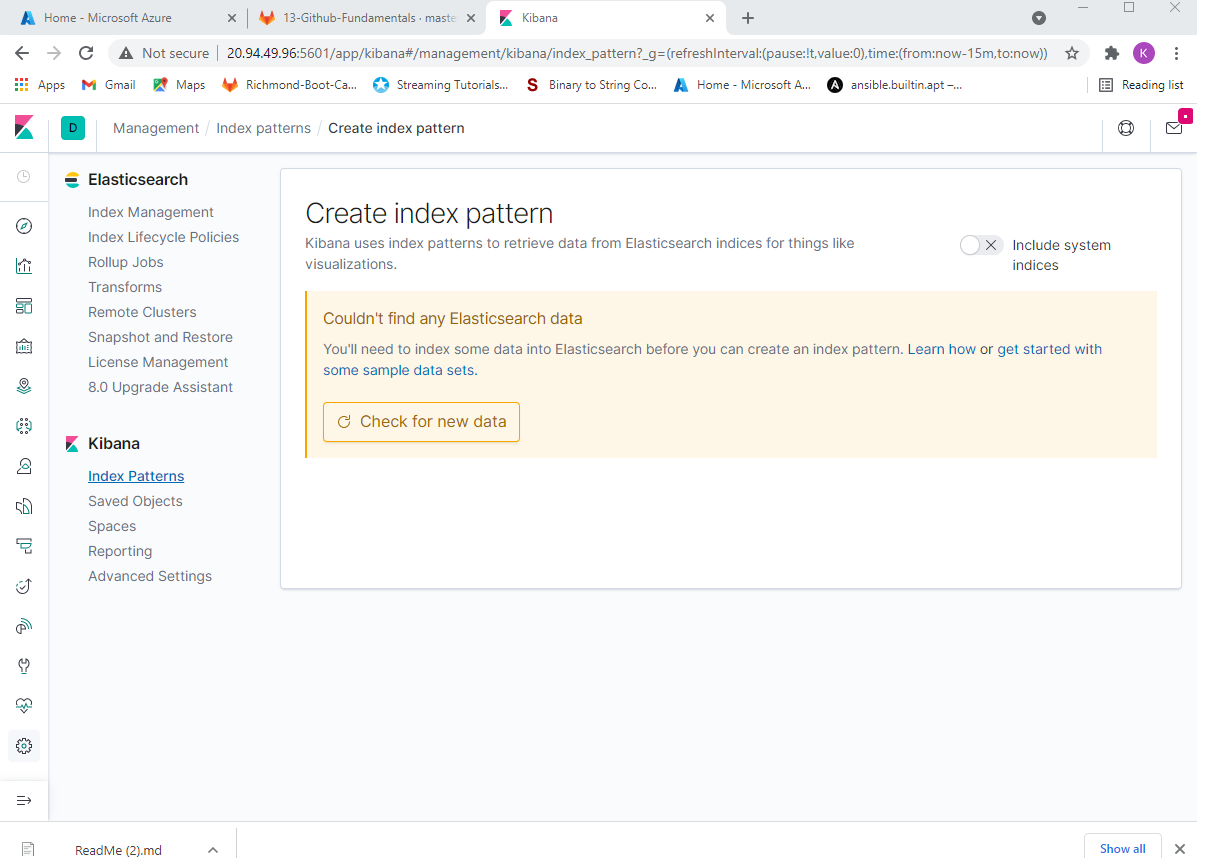 Home - Microsoft Azure
13-Github-Fundamentals · maste
Kibana
Not secure
20.94.49.96:5601/app/kibana#/management/kibana/index_pattern?_g=(refreshInterval:(pause:!t,value:0),time:(from:now-15m,to:now))
K
Apps
Gmail
Maps
Richmond-Boot-Ca...
Streaming Tutorials...
S
Binary to String Co...
Home - Microsoft A...
A
ansible.builtin.apt –...
Reading list
D
Management / Index patterns / Create index pattern
Elasticsearch
Index Management
Index Lifecycle Policies
Rollup Jobs
Transforms
Remote Clusters
Snapshot and Restore
License Management
8.0 Upgrade Assistant
Kibana
Index Patterns
Saved Objects
Spaces
Reporting
Advanced Settings
Create index pattern
Kibana uses index patterns to retrieve data from Elasticsearch indices for things like
visualizations.
Include system
indices
Couldn't find any Elasticsearch data
You'll need to index some data into Elasticsearch before you can create an index pattern. Learn how or get started with
some sample data sets.
Check for new data
ReadMe (2).md
Show all